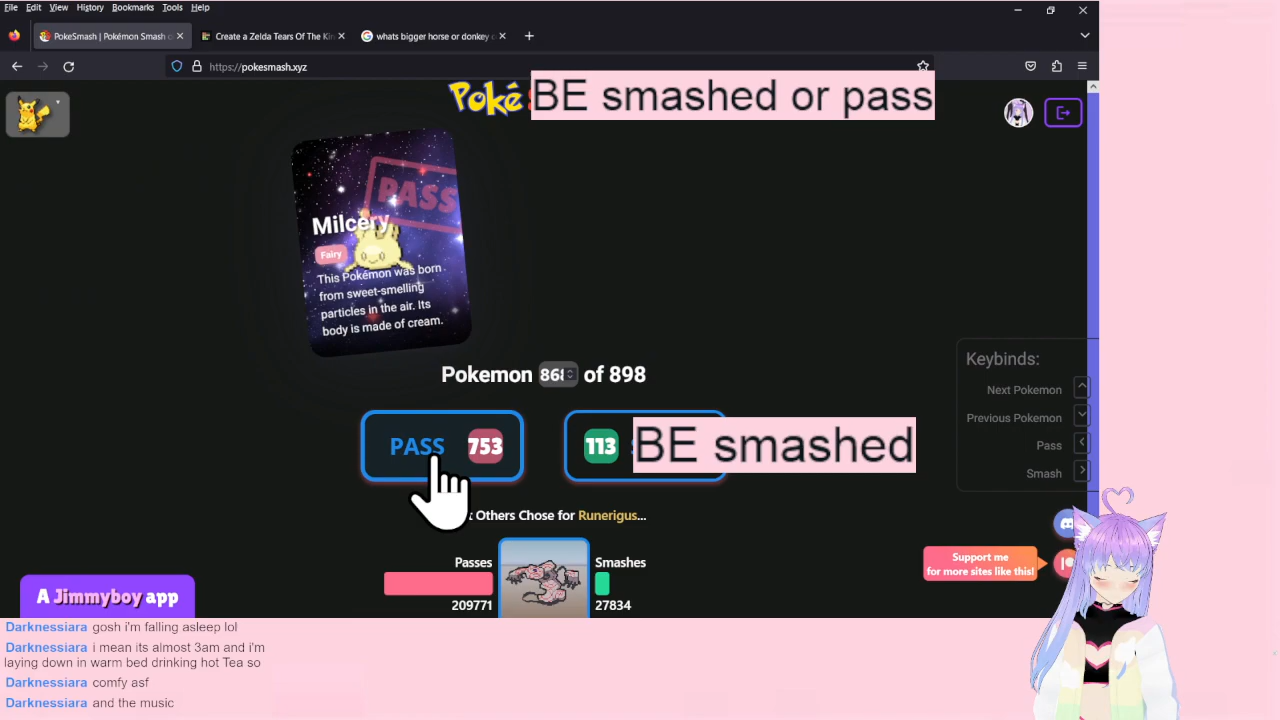 File Edit View History Bookmarks Tools Help
PokeSmash | Pokémon Smash o
Create a Zelda Tears Of The Kin
whats bigger horse or donkey
https://pokesmash.xyz
Poké BE smashed or pass
PASS
Milcery
Fairy
This Pokémon was born
from sweet-smelling
particles in the air. Its
body is made of cream.
Pokemon 868 of 898
PASS 753
113 BE smashed
Keybinds:
Next Pokemon
Previous Pokemon
Pass
Smash
t Others Chose for Runerigus...
Passes
209771
Smashes
27834
Support me
for more sites like this!
A Jimmyboy app
Darknessiara gosh i'm falling asleep lol
Darknessiara i mean its almost 3am and i'm
laying down in warm bed drinking hot Tea so
Darknessiara comfy asf
Darknessiara and the music